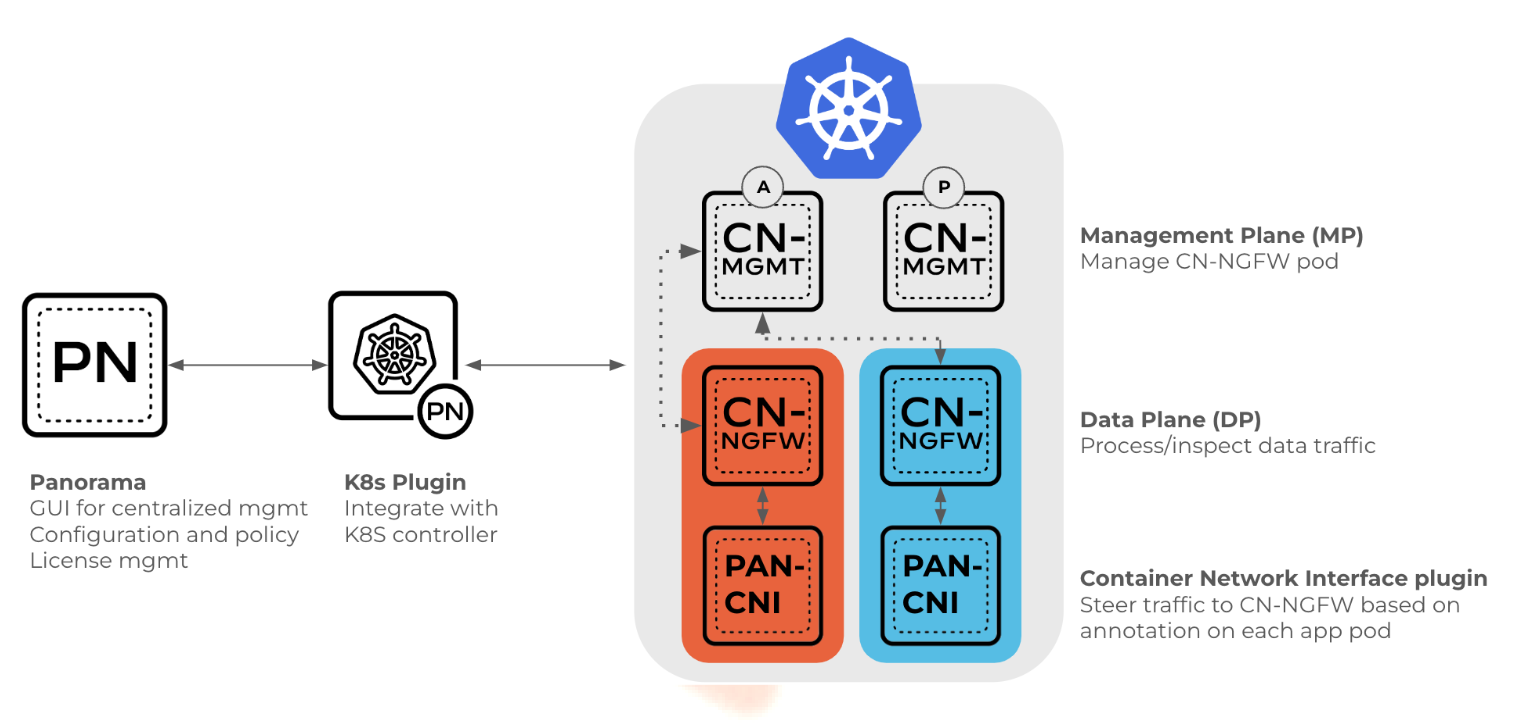 A
P
CN-
MGMT
CN-
MGMT
Management Plane (MP)
Manage CN-NGFW pod
PN
PN
Panorama
GUI for centralized mgmt
Configuration and policy
License mgmt
K8s Plugin
Integrate with
K8S controller
CN-
NGFW
CN-
NGFW
Data Plane (DP)
Process/inspect data traffic
PAN-
CNI
PAN-
CNI
Container Network Interface plugin
Steer traffic to CN-NGFW based on
annotation on each app pod